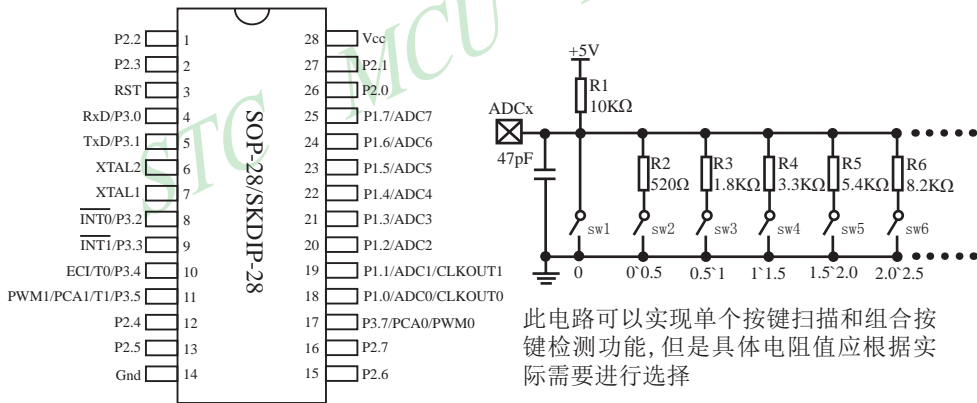 STC MCU
P2.2 1
P2.3 2
RST 3
RxD/P3.0 4
TxD/P3.1 5
XTAL2 6
XTAL1 7
INT0/P3.2 8
INT1/P3.3 9
ECI/T0/P3.4 10
PWM1/PCA1/T1/P3.5 11
P2.4 12
P2.5 13
Gnd 14
SOP-28/SKDIP-28
28 Vcc
27 P2.1
26 P2.0
25 P1.7/ADC7
24 P1.6/ADC6
23 P1.5/ADC5
22 P1.4/ADC4
21 P1.3/ADC3
20 P1.2/ADC2
19 P1.1/ADC1/CLKOUT1
18 P1.0/ADC0/CLKOUT0
17 P3.7/PCA0/PWM0
16 P2.7
15 P2.6
+5V
R1
10KΩ
ADCx
47pF
R2 R3 R4 R5 R6
520Ω 1.8KΩ 3.3KΩ 5.4KΩ 8.2KΩ
sw1 sw2 sw3 sw4 sw5 sw6
0 0`0.5 0.5`1 1`1.5 1.5`2.0 2.0`2.5
此电路可以实现单个按键扫描和组合按
键检测功能,但是具体电阻值应根据实
际需要进行选择